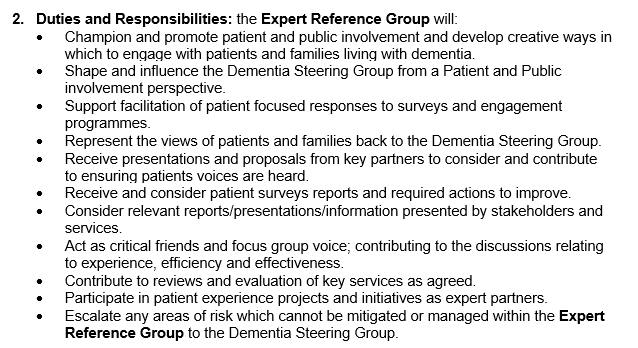 2. Duties and Responsibilities: the Expert Reference Group will:
• Champion and promote patient and public involvement and develop creative ways in
which to engage with patients and families living with dementia.
• Shape and influence the Dementia Steering Group from a Patient and Public
involvement perspective.
• Support facilitation of patient focused responses to surveys and engagement
programmes.
• Represent the views of patients and families back to the Dementia Steering Group.
• Receive presentations and proposals from key partners to consider and contribute
to ensuring patients voices are heard.
• Receive and consider patient surveys reports and required actions to improve.
• Consider relevant reports/presentations/information presented by stakeholders and
services.
• Act as critical friends and focus group voice; contributing to the discussions relating
to experience, efficiency and effectiveness.
• Contribute to reviews and evaluation of key services as agreed.
• Participate in patient experience projects and initiatives as expert partners.
• Escalate any areas of risk which cannot be mitigated or managed within the Expert
Reference Group to the Dementia Steering Group.